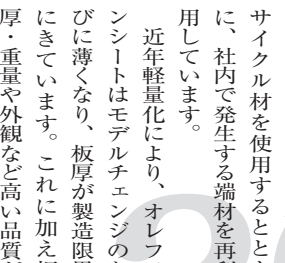 サイクル材を使用するととも
に、社内で発生する端材を再利
用しています。
近年軽量化により、オレフィ
ンシートはモデルチェンジのた
びに薄くなり、板厚が製造限界
にきています。これに加え
厚・重量や外観など高い品質